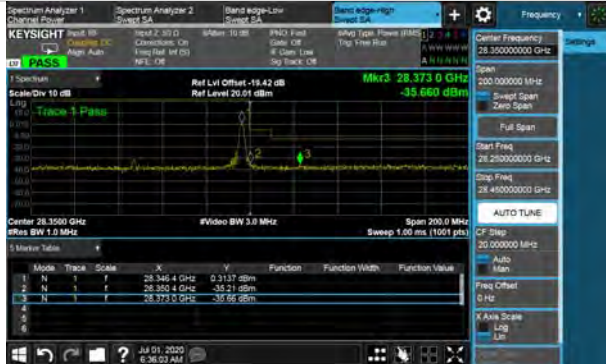 Spectrum Analyzer 1 Spectrum Analyzer 2 Band edge-Low Band edge-High Frequency
Channel Power Swept SA Swept SA Swept SA
KEYSIGHT Input: RF Input Z: 50 Ω #Atten: 10 dB PNO: Fast #Avg Type: Power (RMS)
Coupling: DC Corrections: On Gate: Off Trig: Free Run
Align: Auto Freq Ref: Int (S) IF Gain: Low
NFE: Off Sig Track: Off
PASS
Settings
1 Spectrum Ref Lvl Offset -19.42 dB Mkr3 28.373 0 GHz
Scale/Div 10 dB Ref Level 20.01 dBm -35.660 dBm
Log
Trace 1 Pass
2
3
Center 28.3500 GHz #Video BW 3.0 MHz Span 200.0 MHz
#Res BW 1.0 MHz Sweep 1.00 ms (1001 pts)
5 Marker Table
Mode Trace Scale X Y Function Function Width Function Value
1 N 1 f 28.346 4 GHz 0.3137 dBm
2 N 1 f 28.350 4 GHz -35.21 dBm
3 N 1 f 28.373 0 GHz -35.66 dBm
4
5
6
Center Frequency
28.350000000 GHz
Span
200.000000 MHz
Swept Span
Zero Span
Full Span
Start Freq
28.250000000 GHz
Stop Freq
28.450000000 GHz
AUTO TUNE
CF Step
20.000000 MHz
Auto
Man
Freq Offset
0 Hz
X Axis Scale
Log
Lin
Jul 01, 2020
6:36:03 AM